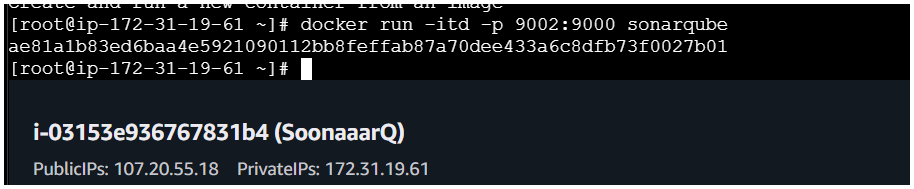 create and run a new container from an image
[root@ip-172-31-19-61 ~]# docker run -itd -p 9002:9000 sonarqube
ae81a1b83ed6baa4e5921090112bb8feffab87a70dee433a6c8dfb73f0027b01
[root@ip-172-31-19-61 ~]#
i-03153e936767831b4 (SoonaaarQ)
PublicIPs: 107.20.55.18 PrivateIPs: 172.31.19.61